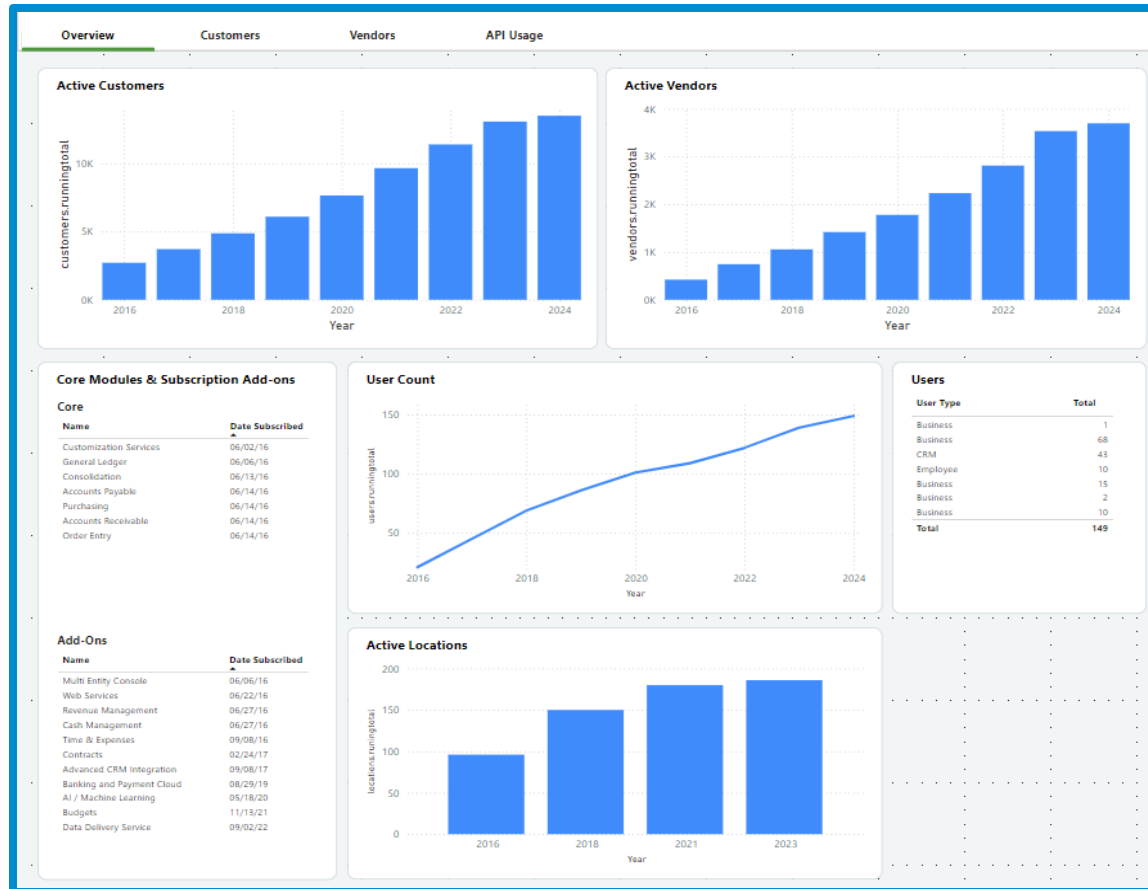 Overview Customers Vendors API Usage
Active Customers
customers.runningtotal
10K
5K
0K
2016 2018 2020 2022 2024
Year
Active Vendors
vendors.runningtotal
4K
3K
2K
1K
0K
2016 2018 2020 2022 2024
Year
Core Modules & Subscription Add-ons
Core
Name Date Subscribed
Customization Services 06/02/16
General Ledger 06/06/16
Consolidation 06/13/16
Accounts Payable 06/14/16
Purchasing 06/14/16
Accounts Receivable 06/14/16
Order Entry 06/14/16
Add-Ons
Name Date Subscribed
Multi Entity Console 06/06/16
Web Services 06/22/16
Revenue Management 06/27/16
Cash Management 06/27/16
Time & Expenses 09/08/16
Contracts 02/24/17
Advanced CRM Integration 09/08/17
Banking and Payment Cloud 08/29/19
AI / Machine Learning 05/18/20
Budgets 11/13/21
Data Delivery Service 09/02/22
User Count
users.runningtotal
150
100
50
2016 2018 2020 2022 2024
Year
Users
User Type Total
Business 1
Business 68
CRM 43
Employee 10
Business 15
Business 2
Business 10
Total 149
Active Locations
locations.runingtotal
200
150
100
50
0
2016 2018 2021 2023
Year